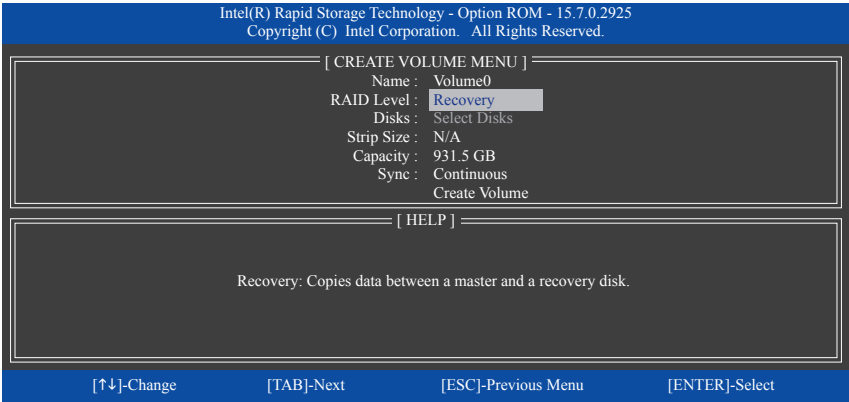 Intel(R) Rapid Storage Technology - Option ROM - 15.7.0.2925
Copyright (C) Intel Corporation. All Rights Reserved.
[ CREATE VOLUME MENU ]
Name : Volume0
RAID Level : Recovery
Disks : Select Disks
Strip Size : N/A
Capacity : 931.5 GB
Sync : Continuous
Create Volume
[ HELP ]
Recovery: Copies data between a master and a recovery disk.
[↑↓]-Change [TAB]-Next [ESC]-Previous Menu [ENTER]-Select